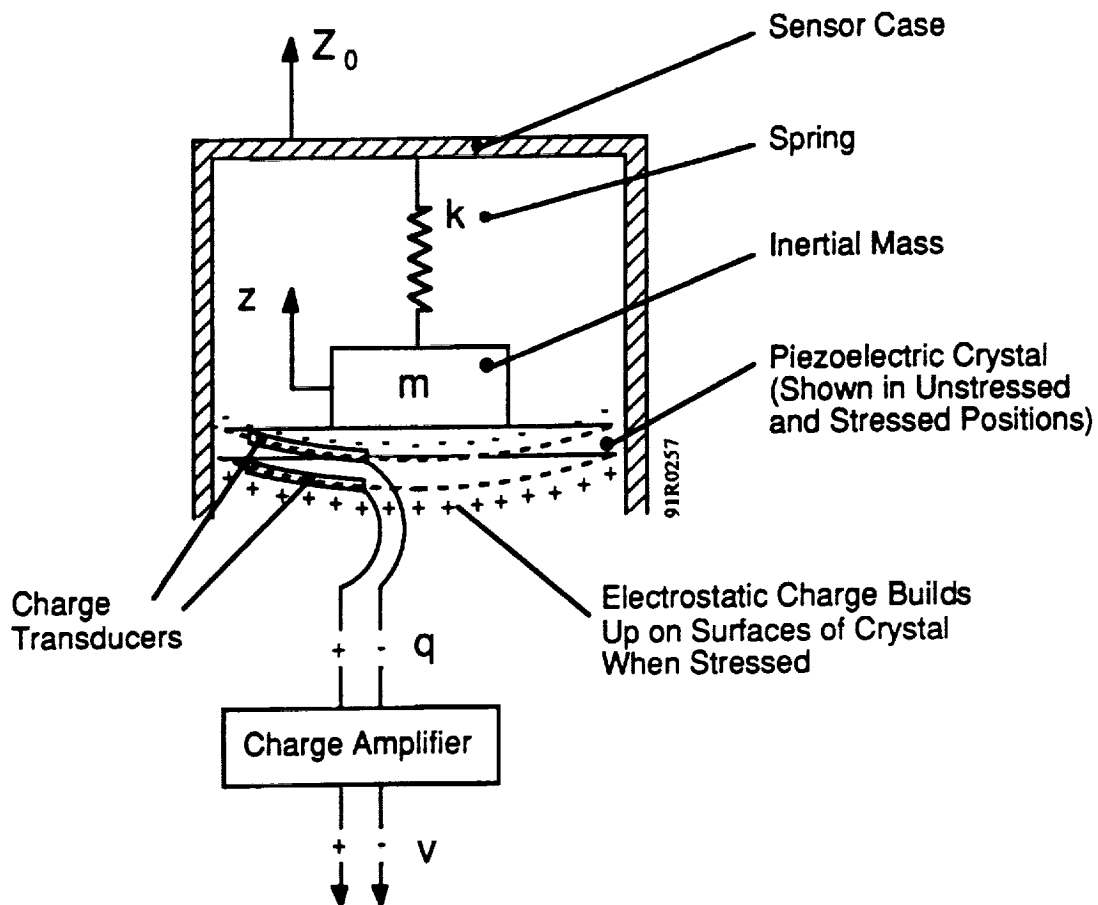 Sensor Case
Z0
Spring
k
Inertial Mass
z
m
Piezoelectric Crystal
(Shown in Unstressed
and Stressed Positions)
91R0257
Charge
Transducers
Electrostatic Charge Builds
Up on Surfaces of Crystal
When Stressed
+ - q
Charge Amplifier
+ - v